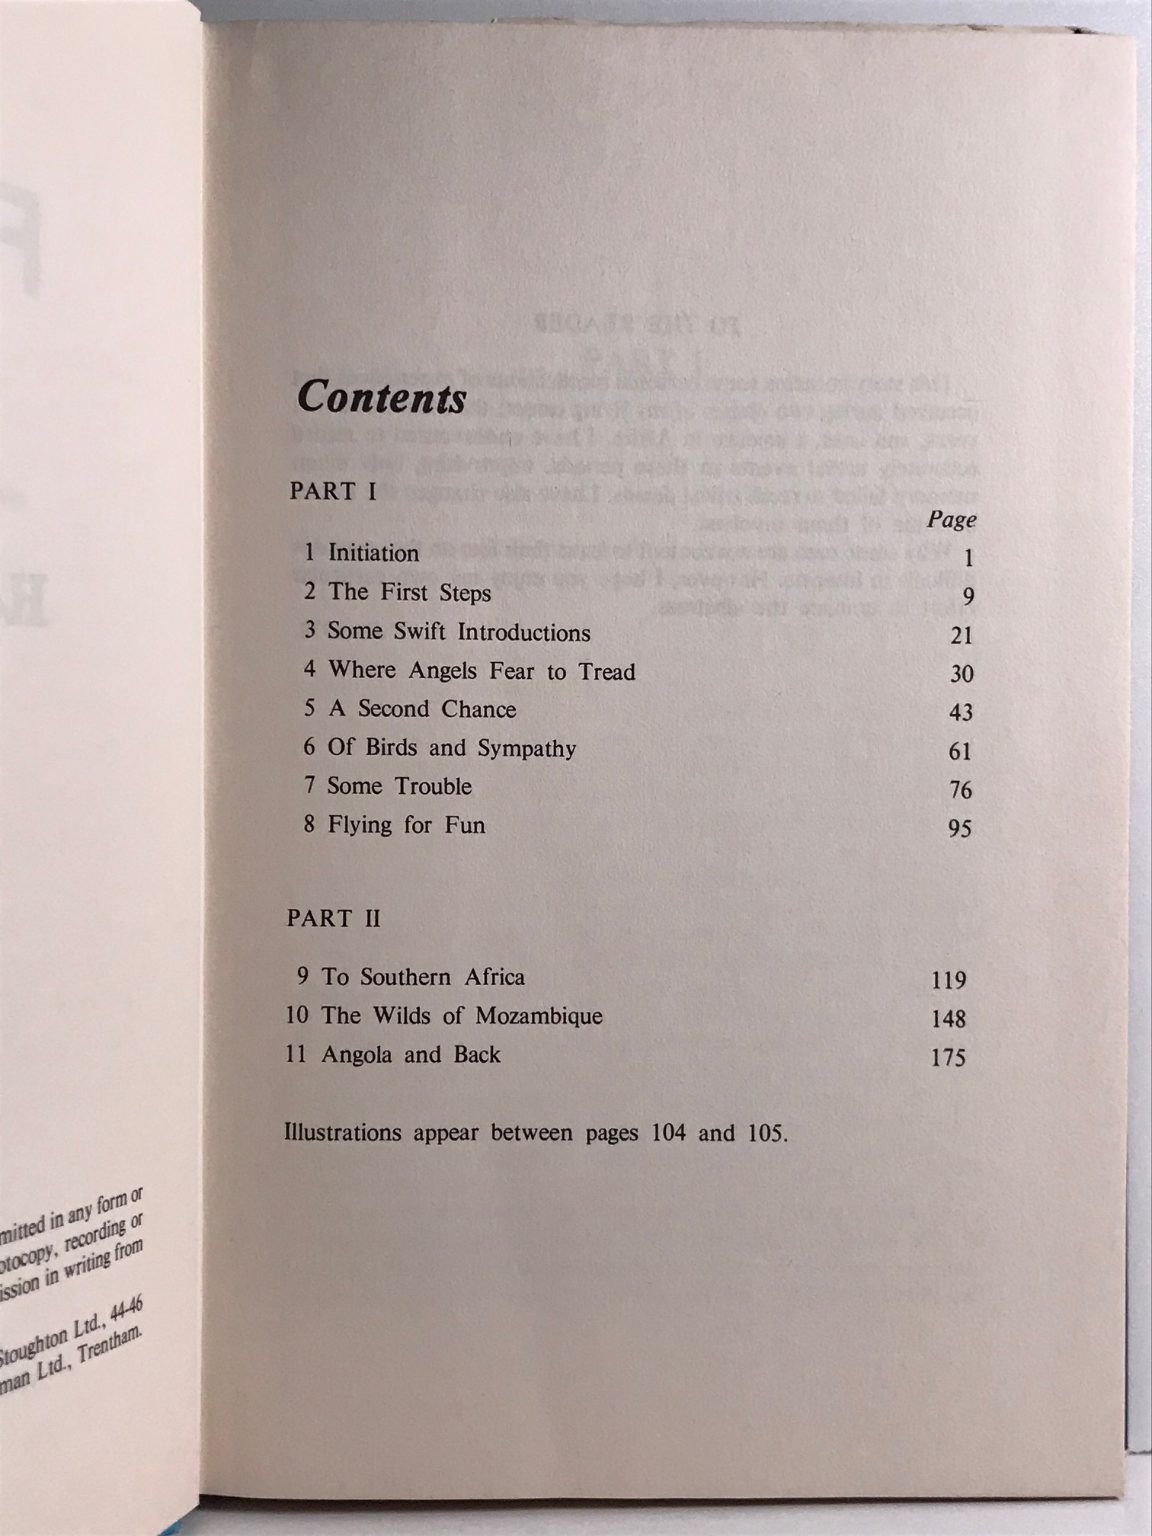 mitted in any form or
otocopy, recording or
ission in writing from
Stoughton Ltd., 44-46
man Ltd., Trentham.
Contents
PART I
Page
1 Initiation 1
2 The First Steps 9
3 Some Swift Introductions 21
4 Where Angels Fear to Tread 30
5 A Second Chance 43
6 Of Birds and Sympathy 61
7 Some Trouble 76
8 Flying for Fun 95
PART II
9 To Southern Africa 119
10 The Wilds of Mozambique 148
11 Angola and Back 175
Illustrations appear between pages 104 and 105.